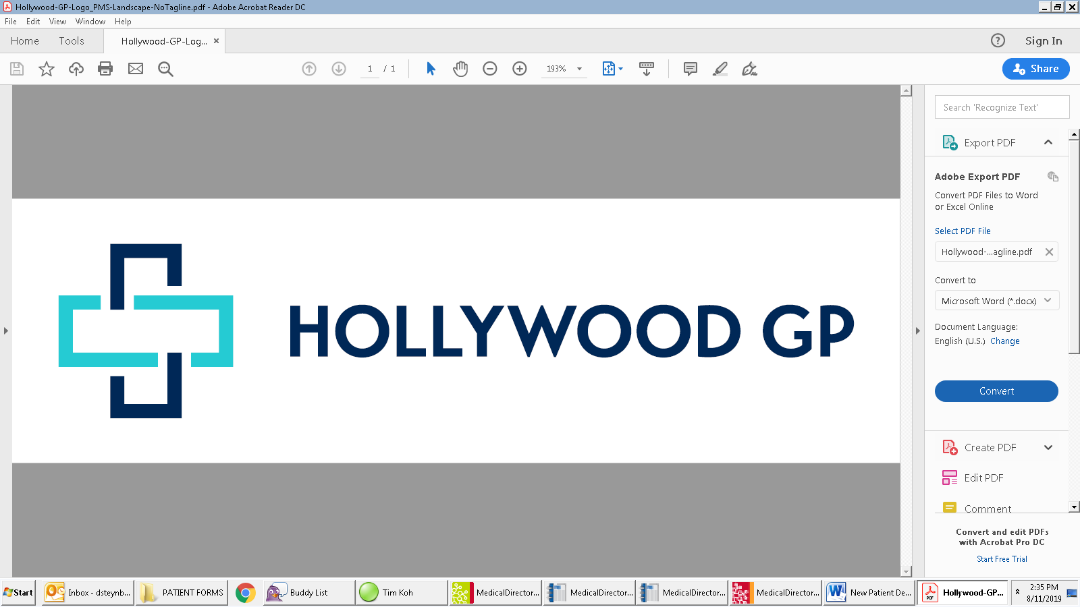 Hollywood-GP-Logo_PMS-Landscape-NoTagline.pdf - Adobe Acrobat Reader DC
File Edit View Window Help
Home Tools Hollywood-GP-Log... × Sign In
1 / 1 193% Share
Search 'Recognize Text'
Export PDF
Adobe Export PDF
Convert PDF Files to Word
or Excel Online
Select PDF File
Hollywood-...agline.pdf
Convert to
Microsoft Word (*.docx)
Document Language:
English (U.S.) Change
Convert
HOLLYWOOD GP
Create PDF
Edit PDF
Comment
Convert and edit PDFs
with Acrobat Pro DC
Start Free Trial
Start Inbox - dsteynb... PATIENT FORMS Buddy List Tim Koh MedicalDirector... MedicalDirector... MedicalDirector... MedicalDirector... New Patient De... Hollywood-GP... 2:35 PM
8/11/2019